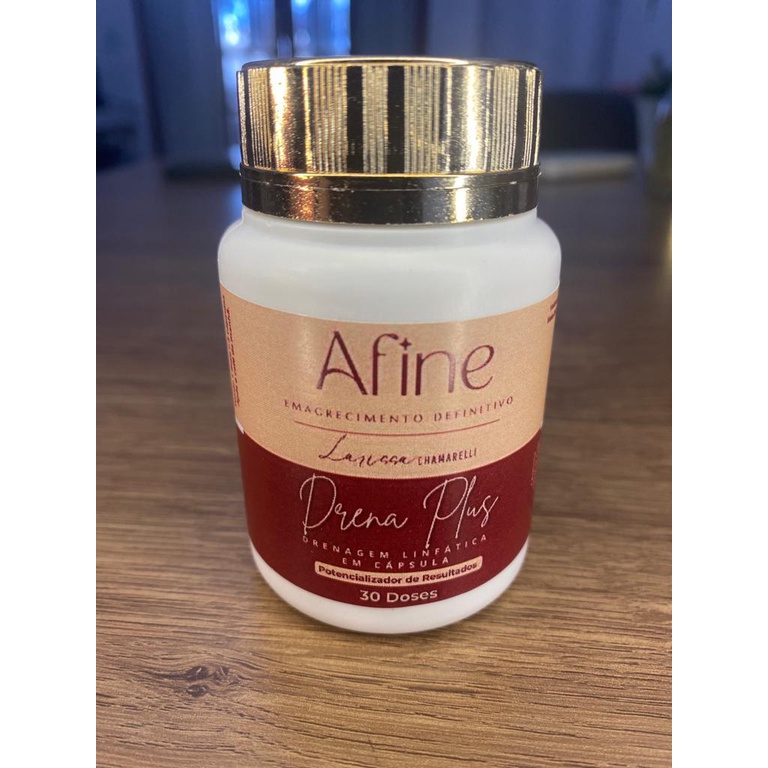 Afine
EMAGRECIMENTO DEFINITIVO
Larissa CHAMARELLI
Drena Plus
DRENAGEM LINFÁTICA
EM CÁPSULA
Potencializador de Resultados
30 Doses